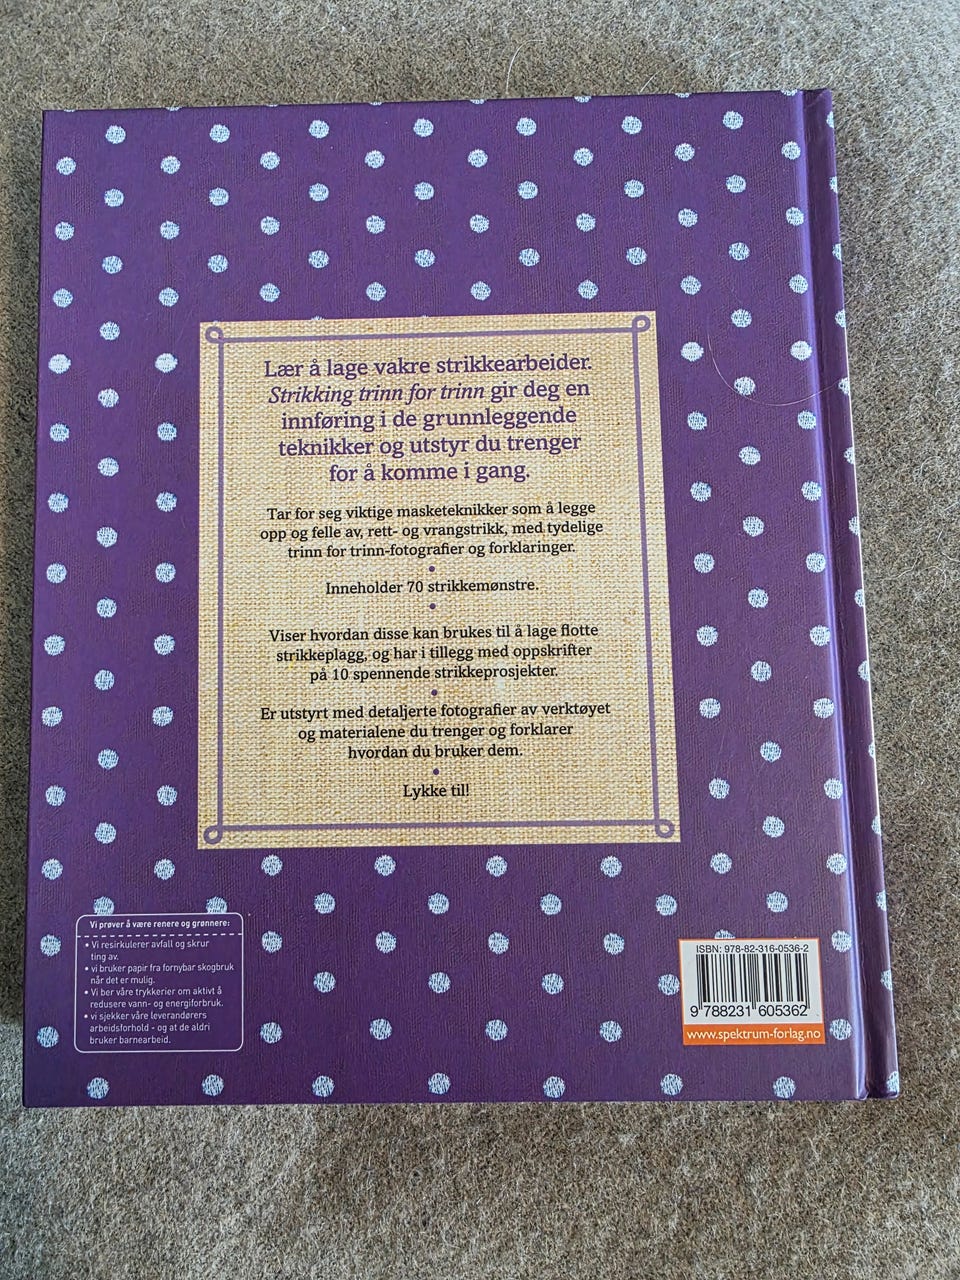 Lær å lage vakre strikkearbeider.
Strikking trinn for trinn gir deg en
innføring i de grunnleggende
teknikker og utstyr du trenger
for å komme i gang.
Tar for seg viktige masketeknikker som å legge
opp og felle av, rett- og vrangstrikk, med tydelige
trinn for trinn-fotografier og forklaringer.
•
Inneholder 70 strikkemønstre.
•
Viser hvordan disse kan brukes til å lage flotte
strikkeplagg, og har i tillegg med oppskrifter
på 10 spennende strikkeprosjekter.
•
Er utstyrt med detaljerte fotografier av verktøyet
og materialene du trenger og forklarer
hvordan du bruker dem.
•
Lykke til!
Vi prøver å være renere og grønnere:
• Vi resirkulerer avfall og skrur
ting av.
• vi bruker papir fra fornybar skogbruk
når det er mulig.
• Vi ber våre trykkerier om aktivt å
redusere vann- og energiforbruk.
• vi sjekker våre leverandørers
arbeidsforhold - og at de aldri
bruker barnearbeid.
ISBN: 978-82-316-0536-2
9 788231 605362
www.spektrum-forlag.no